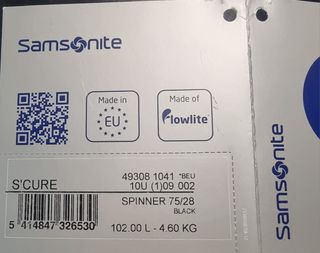 Samsonite
Made in
EU
Made of
Flowlite
49308 1041 *BEU
S'CURE
10U (1)09 002
SPINNER 75/28
BLACK
5 414847 326530
102.00 L - 4.60 KG
Samsonite